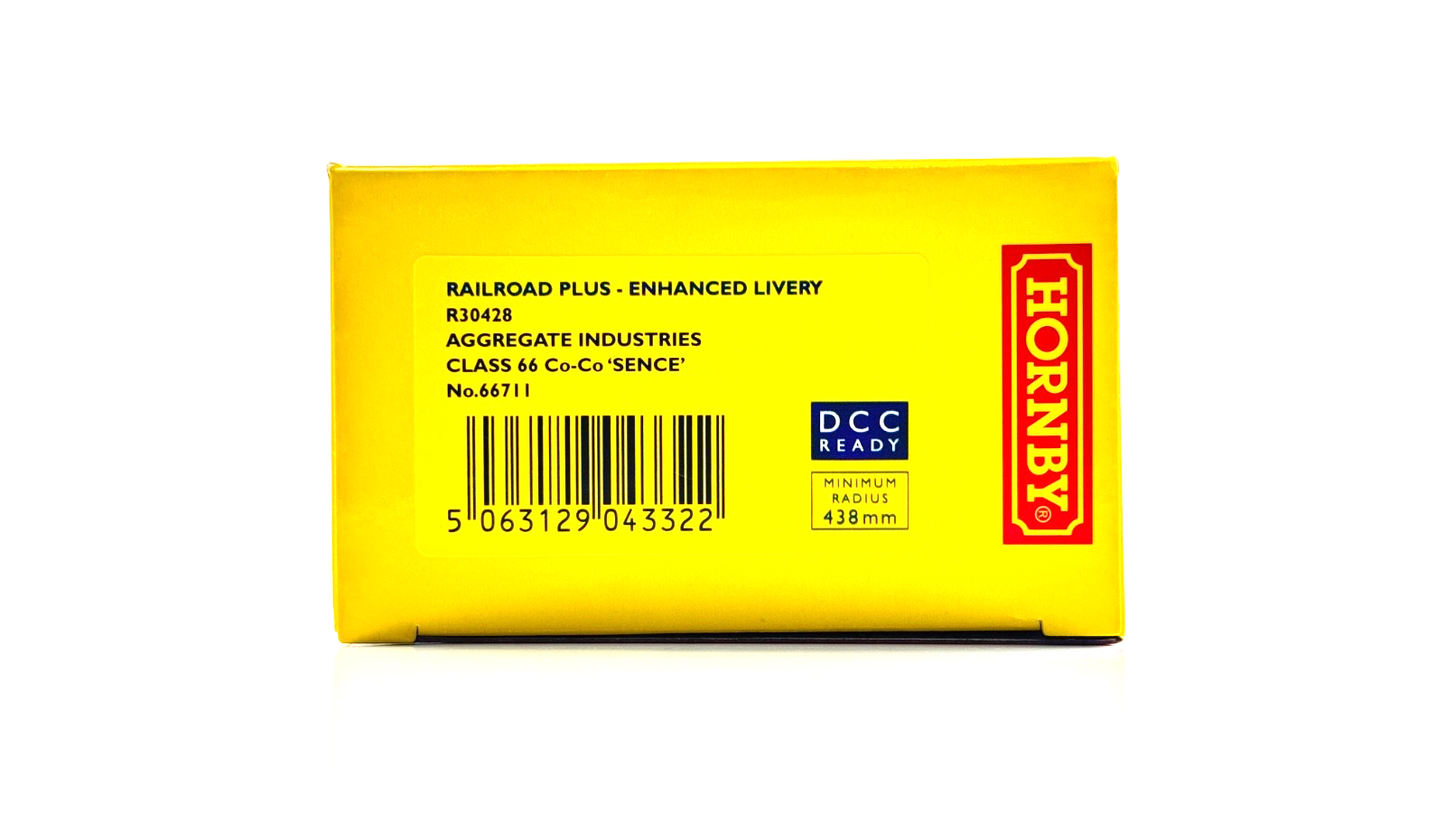 RAILROAD PLUS - ENHANCED LIVERY
R30428
AGGREGATE INDUSTRIES
CLASS 66 Co-Co ‘SENCE’
No.66711
5 063129 043322
DCC
READY
MINIMUM
RADIUS
438mm
HORNBY®